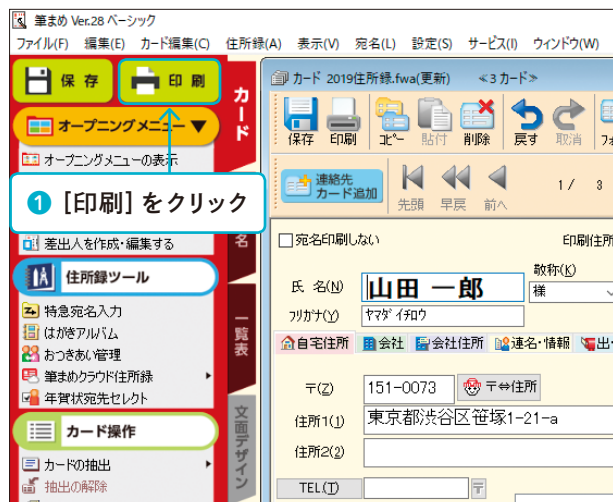 筆まめ Ver.28 ベーシック
ファイル(F) 編集(E) カード編集(C) 住所録(A) 表示(V) 宛名(L) 設定(S) サービス(I) ウィンドウ(W)
保存 印刷
オープニングメニュー ▼
オープニングメニューの表示
❶ [印刷] をクリック
差出人を作成・編集する
住所録ツール
特急宛名入力
はがきアルバム
おつきあい管理
筆まめクラウド住所録
年賀状宛先セレクト
カード操作
カードの抽出
抽出の解除
カード
名
一覧表
文面デザイン
カード 2019住所録.fwa(更新) ≪3 カード≫
保存 印刷 コピー 貼付 削除 戻す 取消
連絡先
カード追加
先頭 早戻 前へ
1 / 3
宛名印刷しない
氏 名(N) 山田 一郎
敬称(K)
様
フリガナ(Y) ヤマダ イチロウ
自宅住所 会社 会社住所 連名・情報 出・
〒(Z) 151-0073 〒⇔住所
住所1(1) 東京都渋谷区笹塚1-21-a
住所2(2)
TEL(T) 〒